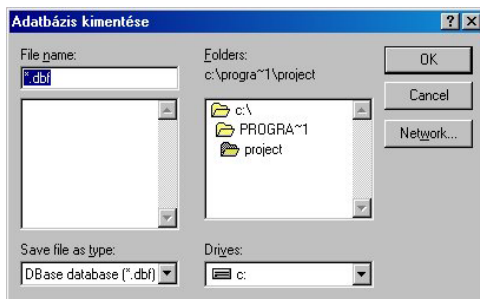 Adatbázis kimentése
File name:
*.dbf
Folders:
c:\progra~1\project
c:\
PROGRA~1
project
OK
Cancel
Network...
Save file as type:
DBase database (*.dbf)
Drives:
c: